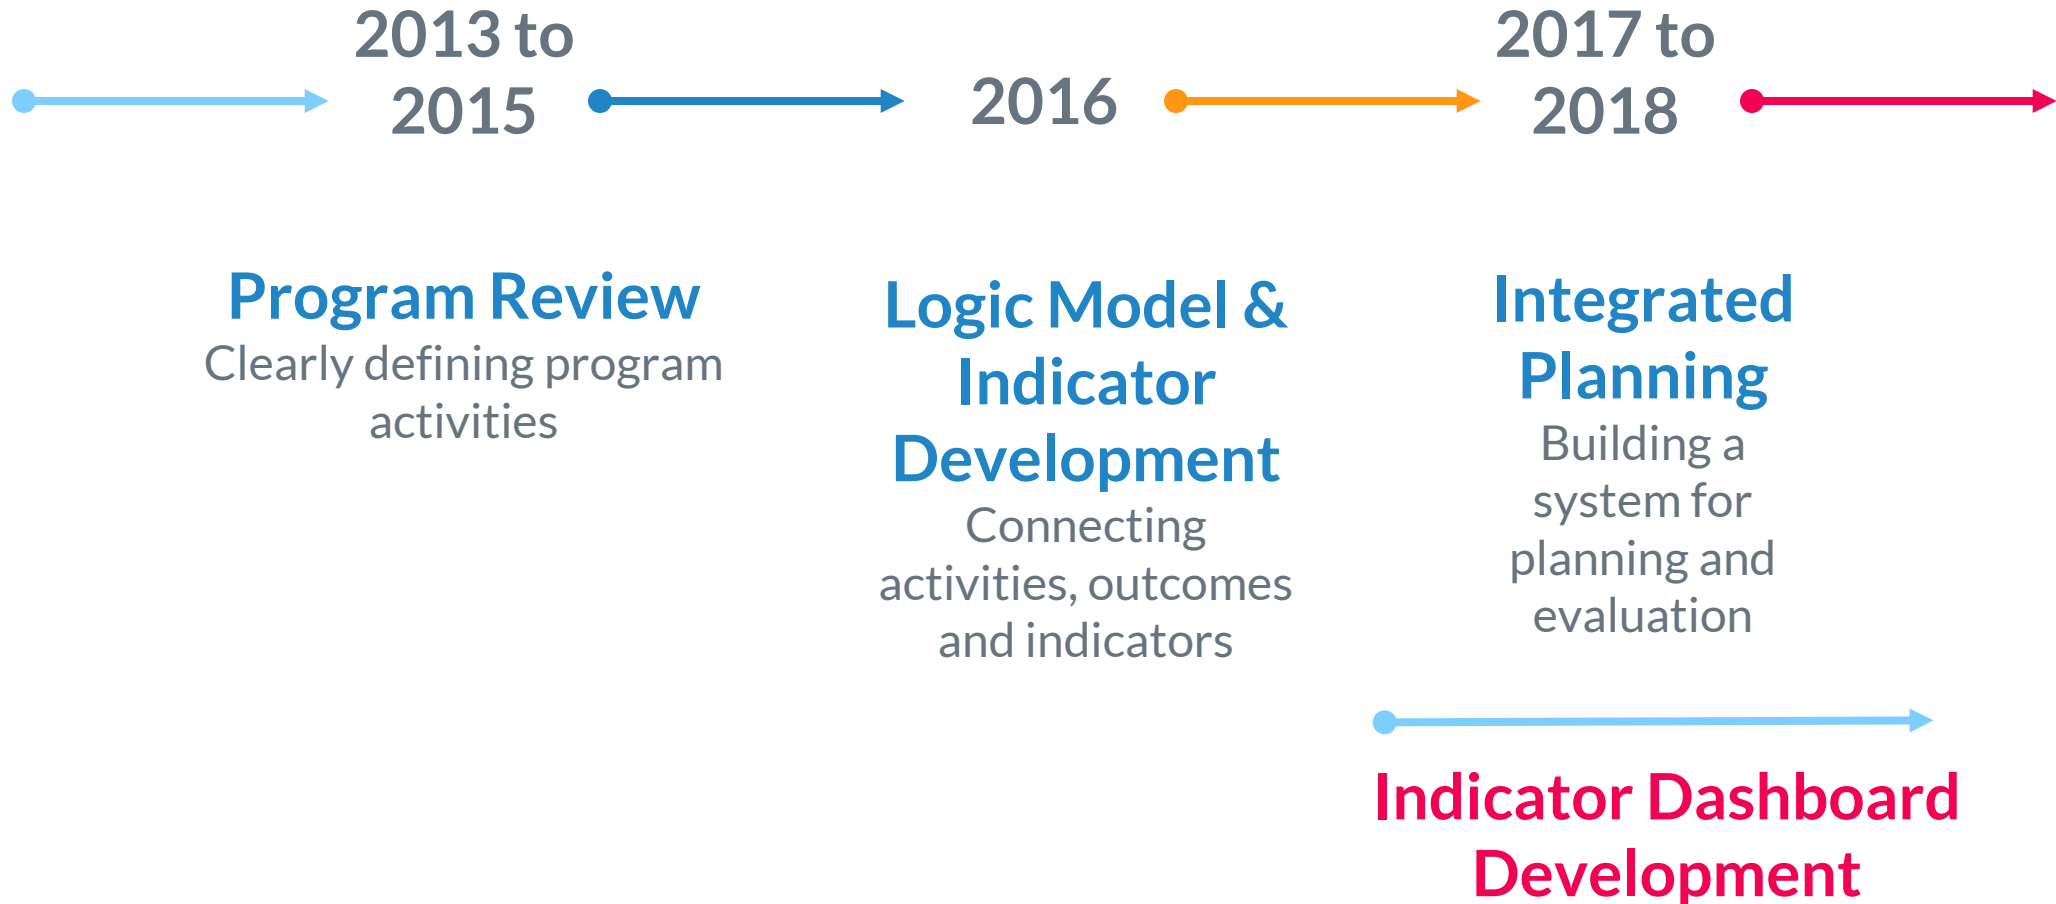 2013 to
2015
2016
2017 to
2018
Program Review
Clearly defining program
activities
Logic Model &
Indicator
Development
Connecting
activities, outcomes
and indicators
Integrated
Planning
Building a
system for
planning and
evaluation
Indicator Dashboard
Development